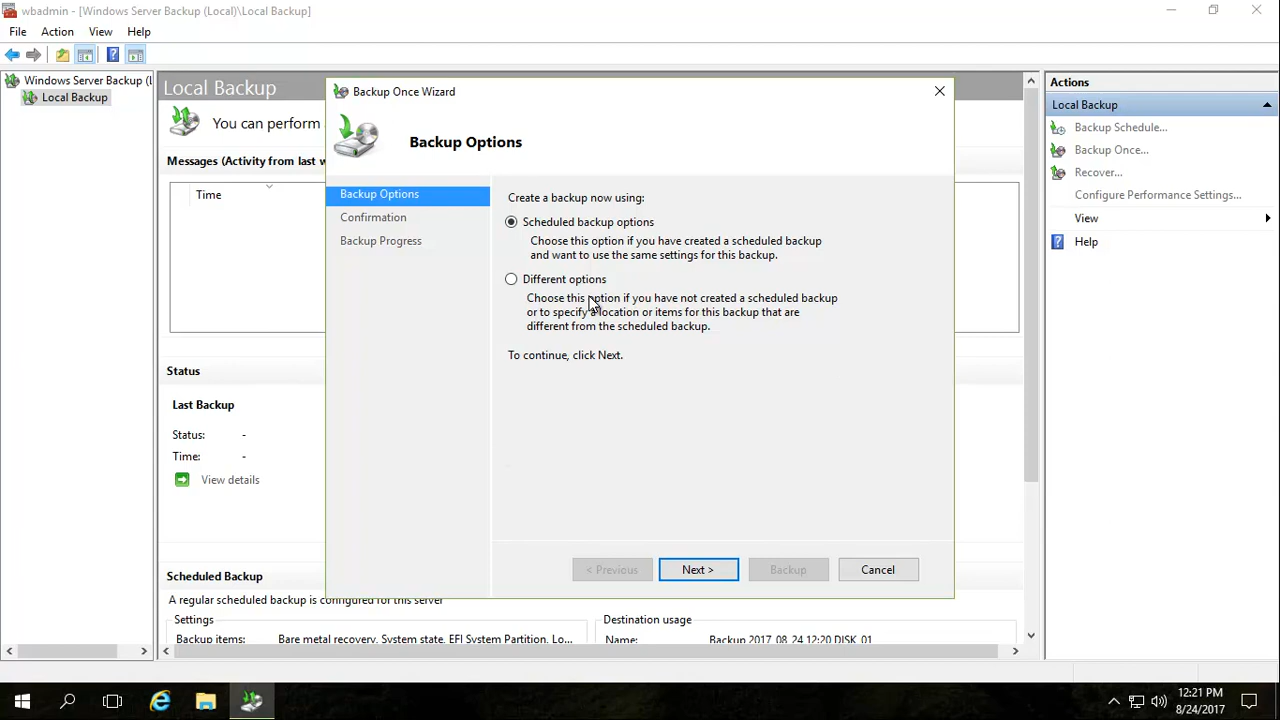 wbadmin - [Windows Server Backup (Local)\Local Backup]
File Action View Help
Windows Server Backup (L
Local Backup
Local Backup
You can perform
Messages (Activity from last w
Time
Status
Last Backup
Status: -
Time: -
View details
Scheduled Backup
A regular scheduled backup is configured for this server
Settings
Backup items: Bare metal recovery, System state, EFI System Partition, Lo...
Destination usage
Name: Backup 2017_08_24 12:20 DISK_01
Backup Once Wizard
Backup Options
Backup Options
Confirmation
Backup Progress
Create a backup now using:
Scheduled backup options
Choose this option if you have created a scheduled backup
and want to use the same settings for this backup.
Different options
Choose this option if you have not created a scheduled backup
or to specify a location or items for this backup that are
different from the scheduled backup.
To continue, click Next.
< Previous
Next >
Backup
Cancel
Actions
Local Backup
Backup Schedule...
Backup Once...
Recover...
Configure Performance Settings...
View
Help
12:21 PM
8/24/2017